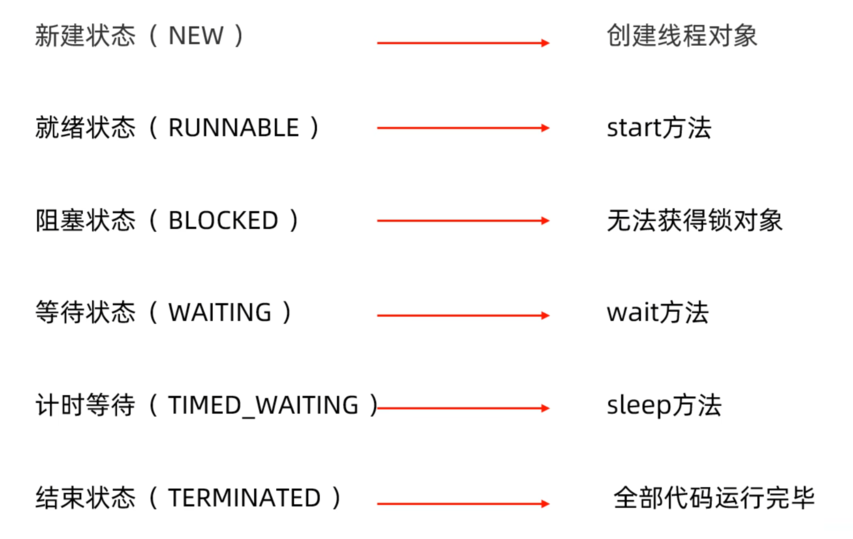 新建状态（ NEW ） 创建线程对象
就绪状态（ RUNNABLE ） start方法
阻塞状态（ BLOCKED ） 无法获得锁对象
等待状态（ WAITING ） wait方法
计时等待（ TIMED_WAITING ） sleep方法
结束状态（ TERMINATED ） 全部代码运行完毕